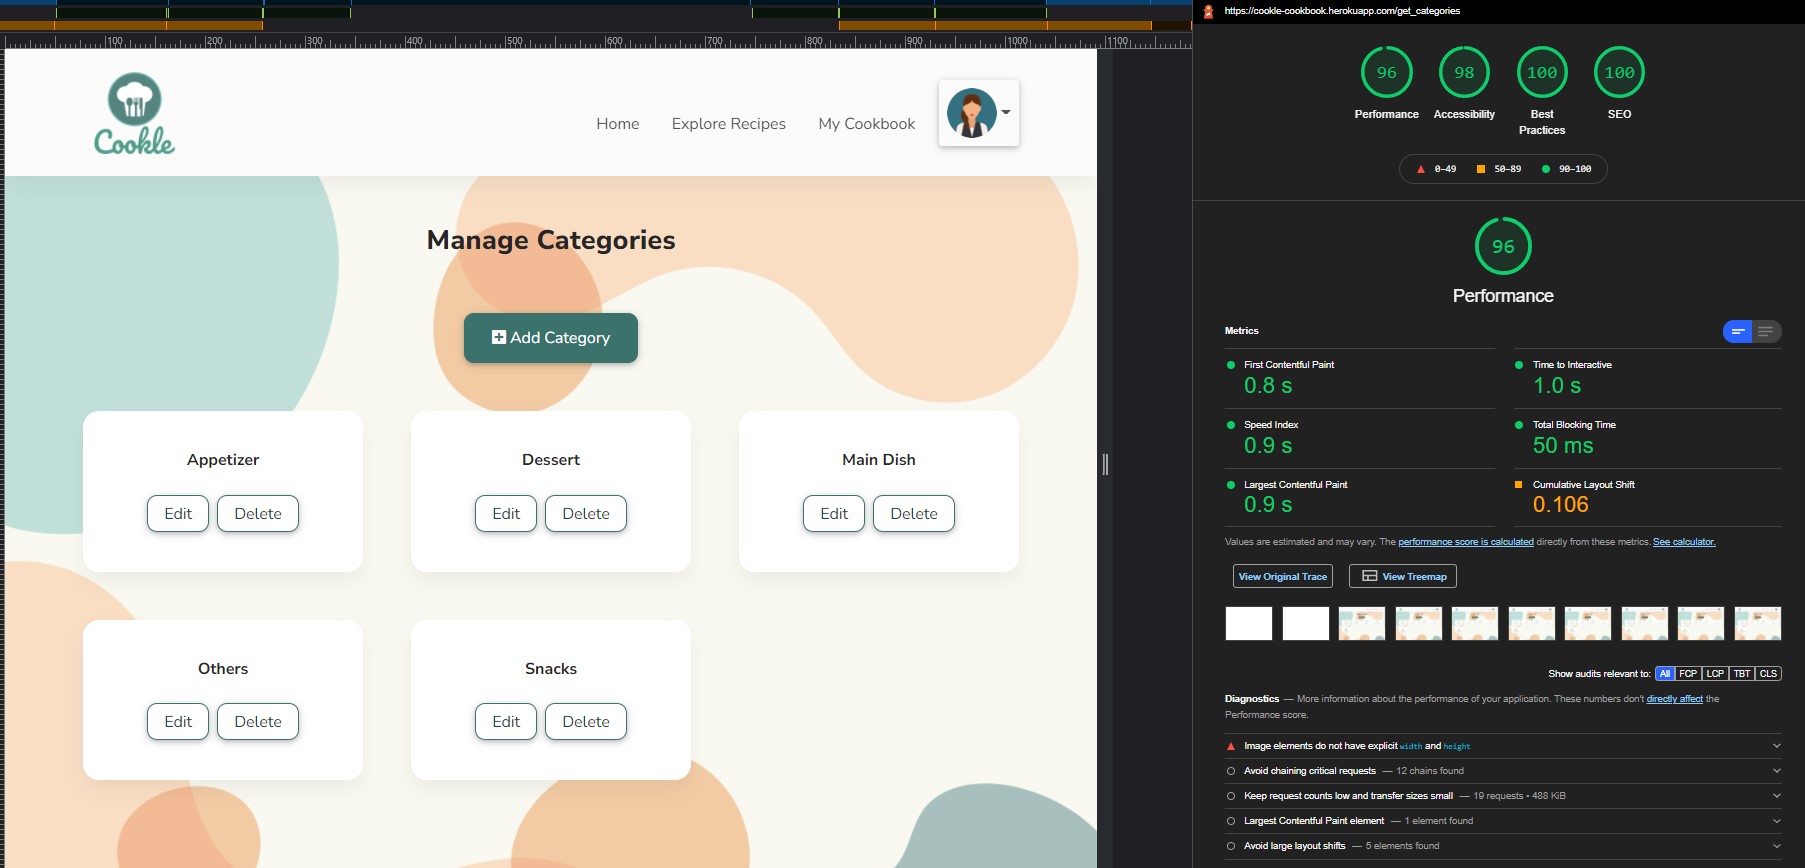 100 200 300 400 500 600 700 800 900 1000 1100
Cookle
Home Explore Recipes My Cookbook
Manage Categories
Add Category
Appetizer Dessert Main Dish
Edit Delete Edit Delete Edit Delete
Others Snacks
Edit Delete Edit Delete
https://cookle-cookbook.herokuapp.com/get_categories
96 98 100 100
Performance Accessibility Best Practices SEO
0–49 50–89 90–100
96
Performance
Metrics
First Contentful Paint
0.8 s
Time to Interactive
1.0 s
Speed Index
0.9 s
Total Blocking Time
50 ms
Largest Contentful Paint
0.9 s
Cumulative Layout Shift
0.106
Values are estimated and may vary. The performance score is calculated directly from these metrics. See calculator.
View Original Trace View Treemap
Show audits relevant to: All FCP LCP TBT CLS
Diagnostics — More information about the performance of your application. These numbers don't directly affect the
Performance score.
Image elements do not have explicit width and height
Avoid chaining critical requests — 12 chains found
Keep request counts low and transfer sizes small — 19 requests • 488 KiB
Largest Contentful Paint element — 1 element found
Avoid large layout shifts — 5 elements found